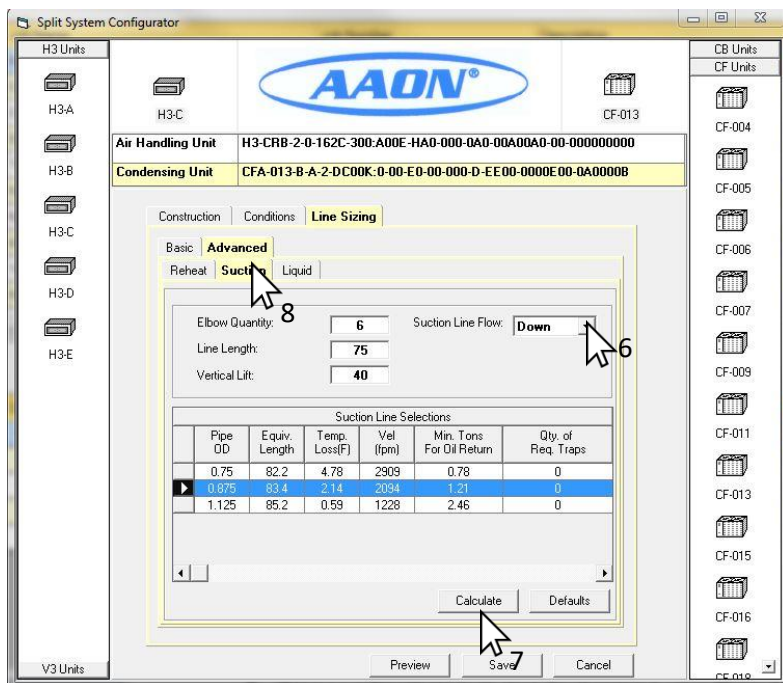 Split System Configurator
H3 Units
H3-A
H3-B
H3-C
H3-D
H3-E
V3 Units
H3-C
AAON®
CF-013
Air Handling Unit H3-CRB-2-0-162C-300:A00E-HA0-000-0A0-00A00A0-00-000000000
Condensing Unit CFA-013-B-A-2-DC00K:0-00-E0-00-000-D-EE00-0000E00-0A0000B
Construction Conditions Line Sizing
Basic Advanced
Reheat Suction Liquid
8
Elbow Quantity: 6 Suction Line Flow: Down
6
Line Length: 75
Vertical Lift: 40
Suction Line Selections
Pipe OD Equiv. Length Temp. Loss(F) Vel (fpm) Min. Tons For Oil Return Qty. of Req. Traps
0.75 82.2 4.78 2909 0.78 0
0.875 83.4 2.14 2094 1.21 0
1.125 85.2 0.59 1228 2.46 0
Calculate Defaults
7
Preview Save Cancel
CB Units
CF Units
CF-004
CF-005
CF-006
CF-007
CF-009
CF-011
CF-013
CF-015
CF-016